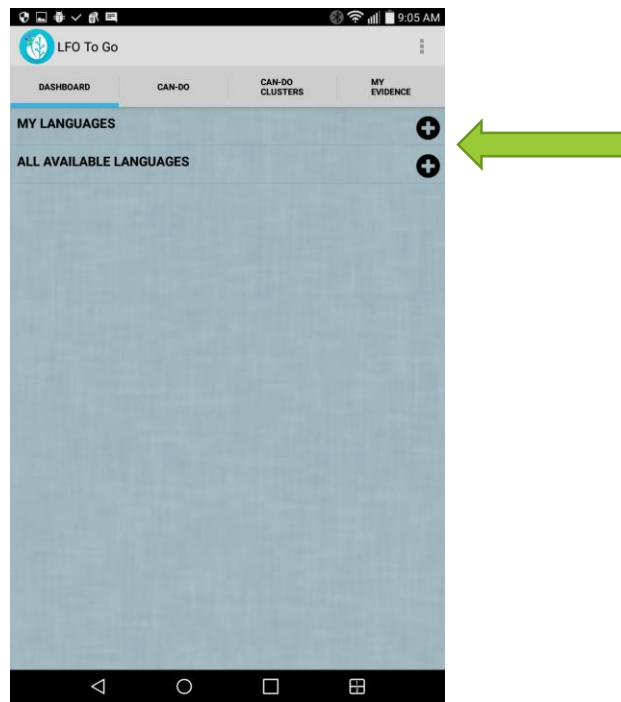 9:05 AM
LFO To Go
DASHBOARD
CAN-DO
CAN-DO
CLUSTERS
MY
EVIDENCE
MY LANGUAGES
ALL AVAILABLE LANGUAGES